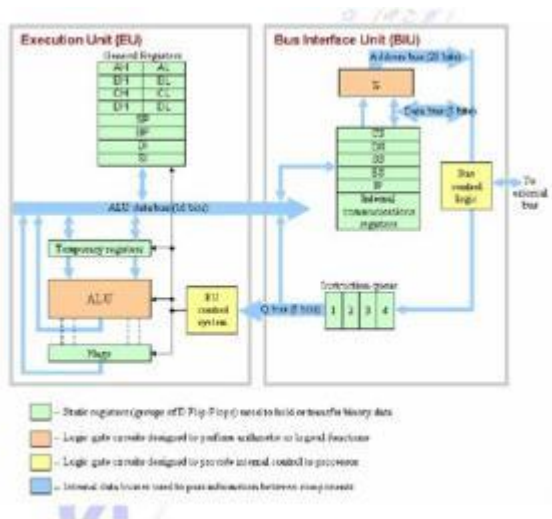 Execution Unit (EU)
Bus Interface Unit (BIU)
General Registers
AH AL
BH BL
CH CL
DH DL
SP
BP
DI
SI
Address bus (20 bits)
Σ
Data bus
CS
DS
SS
ES
IP
Internal
communications
registers
Bus
control
logic
To
external
bus
ALU data bus (16 bits)
Temporary registers
ALU
Flags
EU
control
system
Q bus (8 bits)
Instruction queue
1 2 3 4
– Static registers (groups of D Flip-Flops) used to hold or transfer binary data
– Logic gate circuits designed to perform arithmetic or logical functions
– Logic gate circuits designed to provide internal control to processor
– Internal data busses used to pass information between components